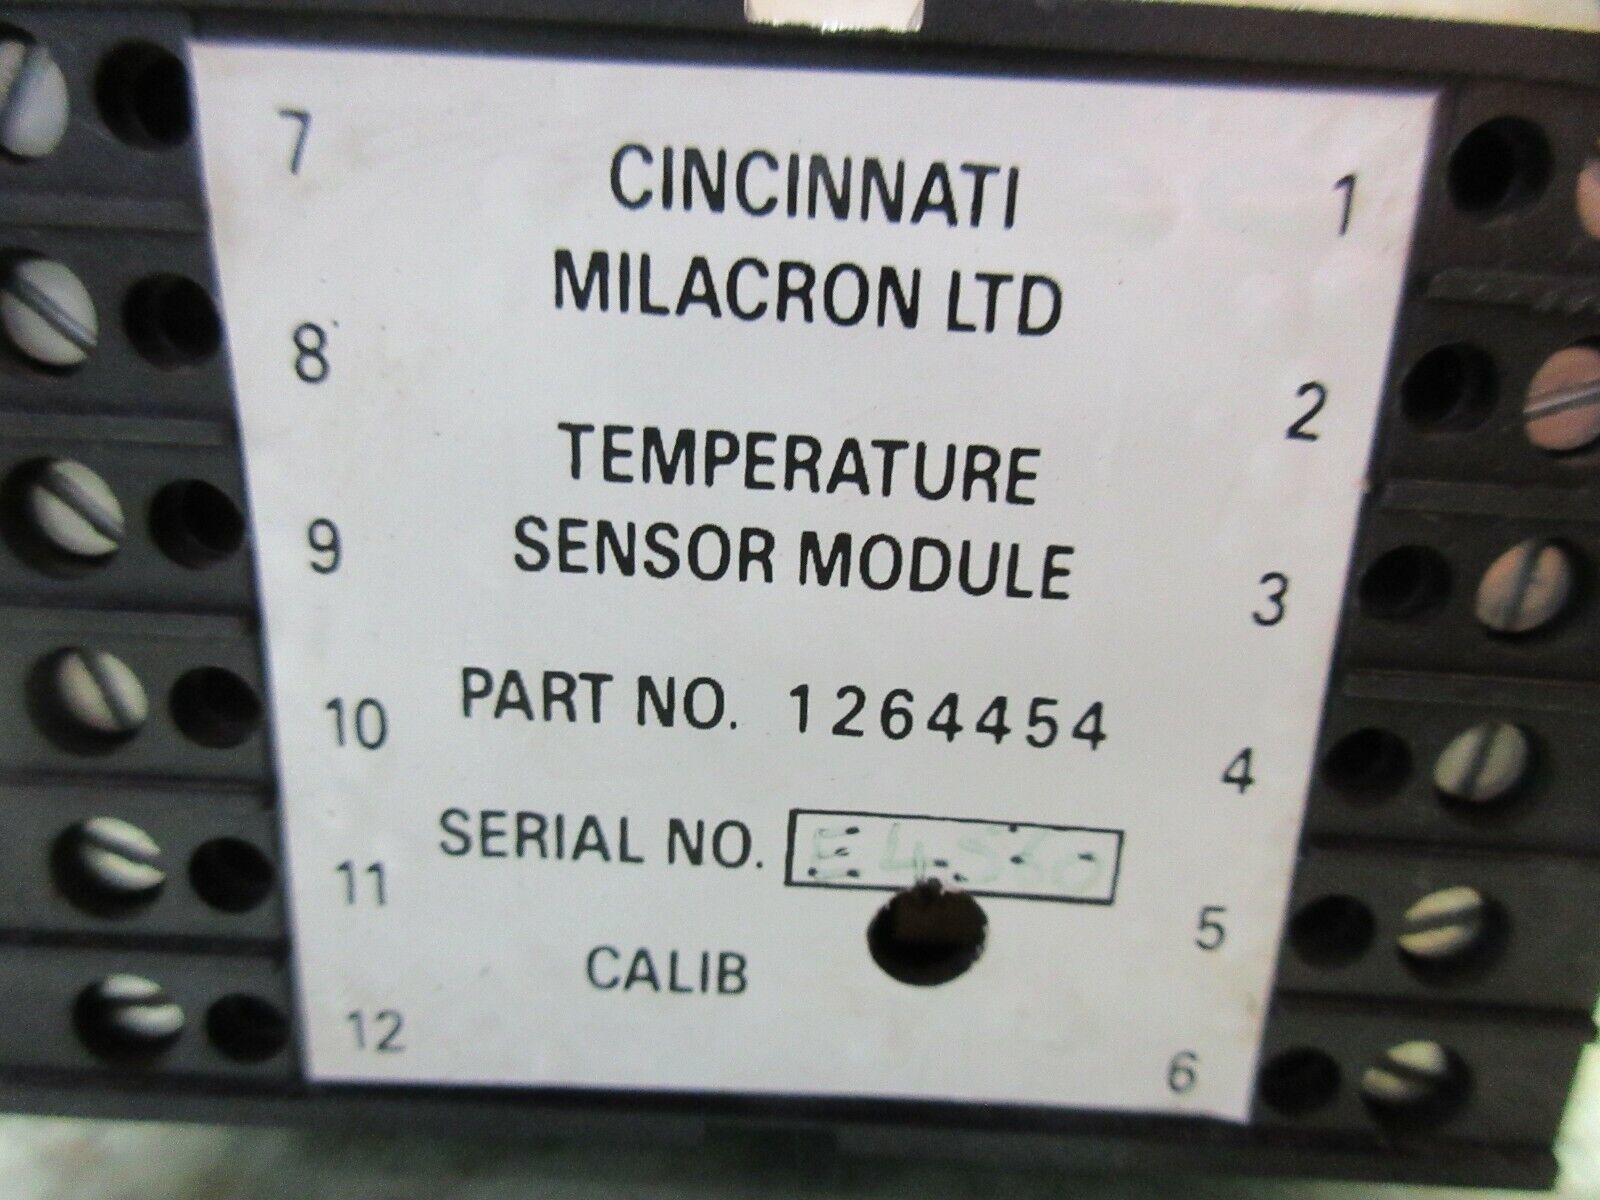 7
CINCINNATI
1
MILACRON LTD
8
2
TEMPERATURE
9
SENSOR MODULE
3
10
PART NO. 1264454
4
11
SERIAL NO.
5
CALIB
12
6